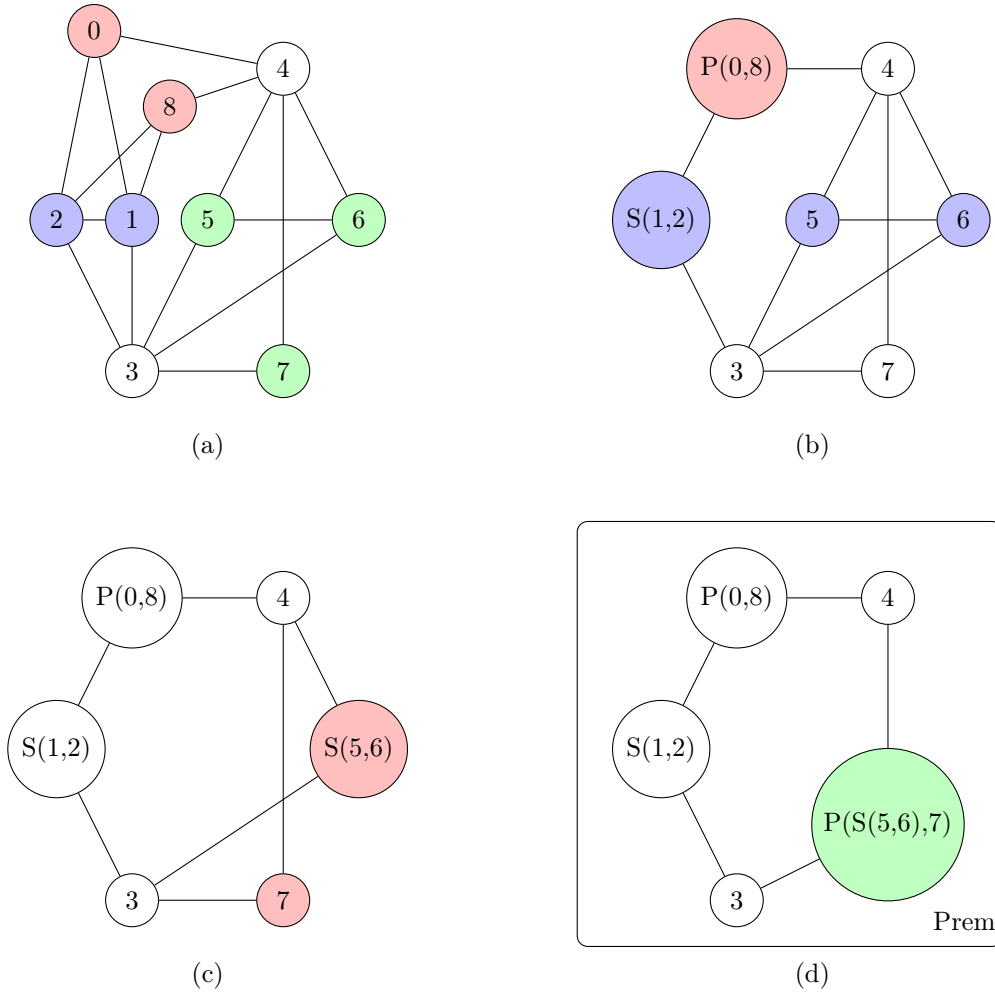 0
4
8
2
1
5
6
3
7
(a)
P(0,8)
4
S(1,2)
5
6
3
7
(b)
P(0,8)
4
S(1,2)
S(5,6)
3
7
(c)
P(0,8)
4
S(1,2)
P(S(5,6),7)
3
Prem
(d)